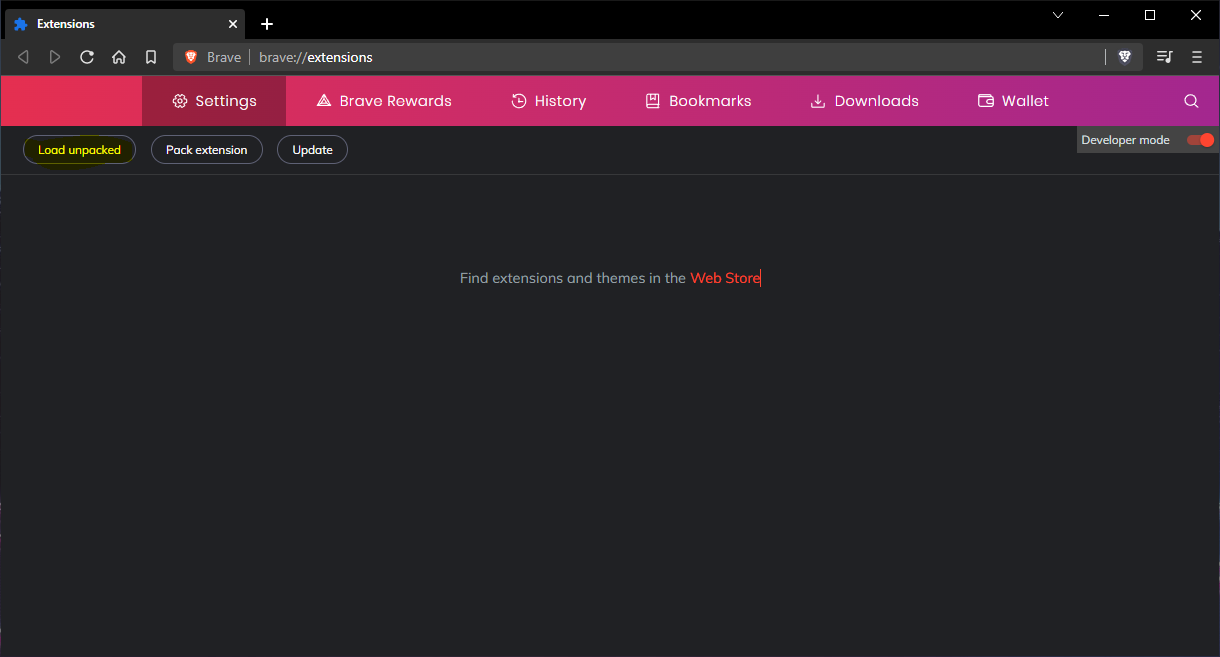 Extensions
Brave brave://extensions
Settings Brave Rewards History Bookmarks Downloads Wallet
Load unpacked Pack extension Update Developer mode
Find extensions and themes in the Web Store